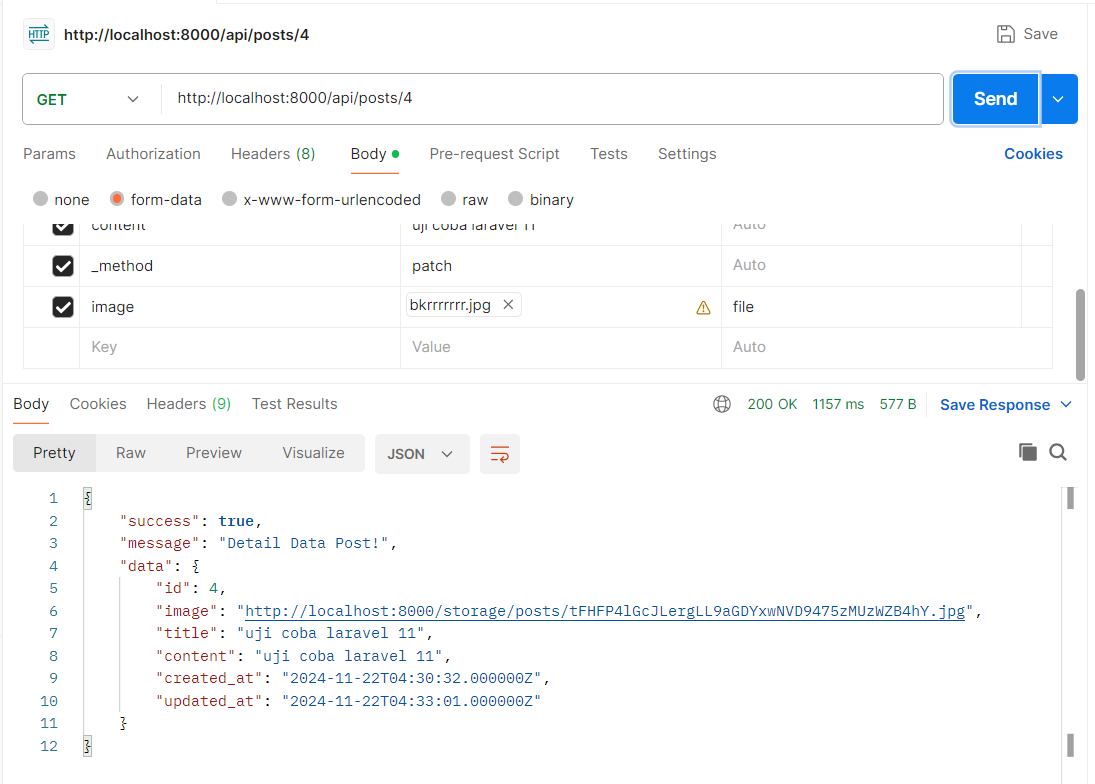 HTTP http://localhost:8000/api/posts/4 Save
GET http://localhost:8000/api/posts/4 Send
Params Authorization Headers (8) Body Pre-request Script Tests Settings Cookies
none form-data x-www-form-urlencoded raw binary
content uji coba laravel 11 Auto
_method patch Auto
image bkrrrrrrr.jpg file
Key Value Auto
Body Cookies Headers (9) Test Results 200 OK 1157 ms 577 B Save Response
Pretty Raw Preview Visualize JSON
1 {
2 "success": true,
3 "message": "Detail Data Post!",
4 "data": {
5 "id": 4,
6 "image": "http://localhost:8000/storage/posts/tFHFP4lGcJLergLL9aGDYxwNVD9475zMUzWZB4hY.jpg",
7 "title": "uji coba laravel 11",
8 "content": "uji coba laravel 11",
9 "created_at": "2024-11-22T04:30:32.000000Z",
10 "updated_at": "2024-11-22T04:33:01.000000Z"
11 }
12 }